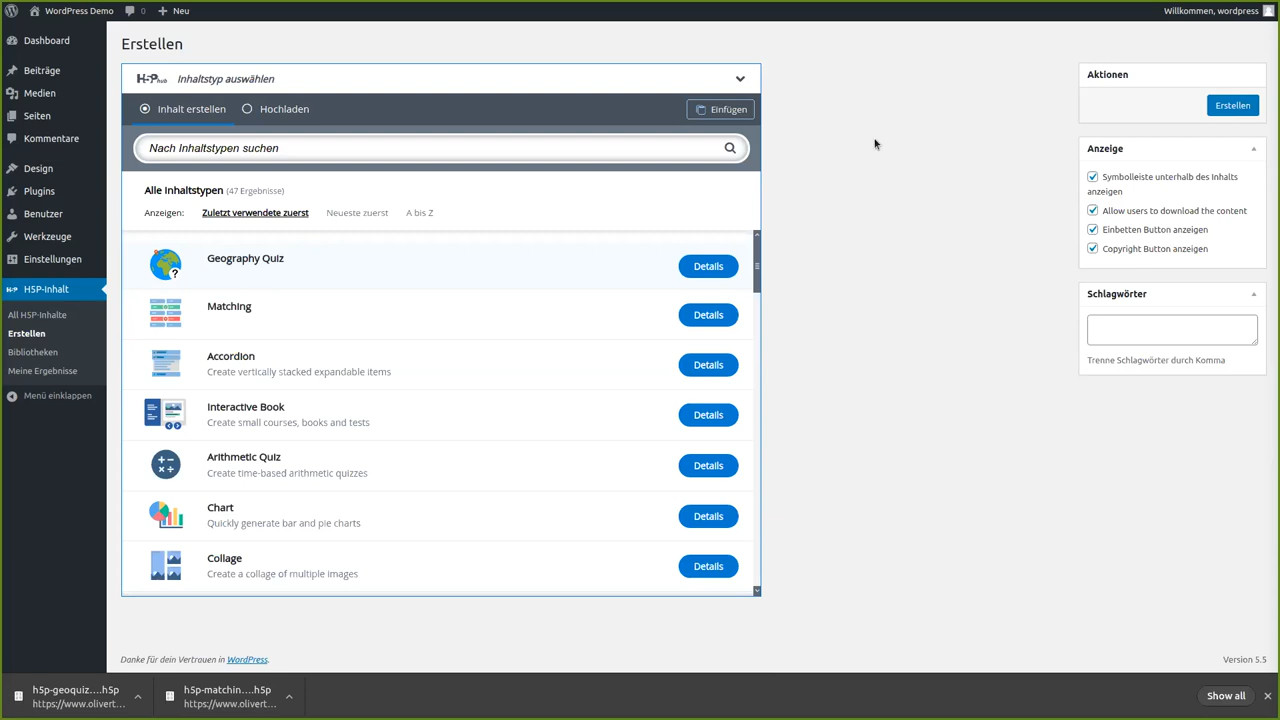 WordPress Demo
0
Neu
Willkommen, wordpress
Dashboard
Beiträge
Medien
Seiten
Kommentare
Design
Plugins
Benutzer
Werkzeuge
Einstellungen
H5P-Inhalt
All H5P-Inhalte
Erstellen
Bibliotheken
Meine Ergebnisse
Menü einklappen
Erstellen
H5P HUB Inhaltstyp auswählen
Inhalt erstellen
Hochladen
Einfügen
Nach Inhaltstypen suchen
Alle Inhaltstypen (47 Ergebnisse)
Anzeigen: Zuletzt verwendete zuerst Neueste zuerst A bis Z
Geography Quiz
Details
Matching
Details
Accordion
Create vertically stacked expandable items
Details
Interactive Book
Create small courses, books and tests
Details
Arithmetic Quiz
Create time-based arithmetic quizzes
Details
Chart
Quickly generate bar and pie charts
Details
Collage
Create a collage of multiple images
Details
Aktionen
Erstellen
Anzeige
Symbolleiste unterhalb des Inhalts
anzeigen
Allow users to download the content
Einbetten Button anzeigen
Copyright Button anzeigen
Schlagwörter
Trenne Schlagwörter durch Komma
Danke für dein Vertrauen in WordPress.
Version 5.5
h5p-geoquiz....h5p
https://www.olivert...
h5p-matchin....h5p
https://www.olivert...
Show all